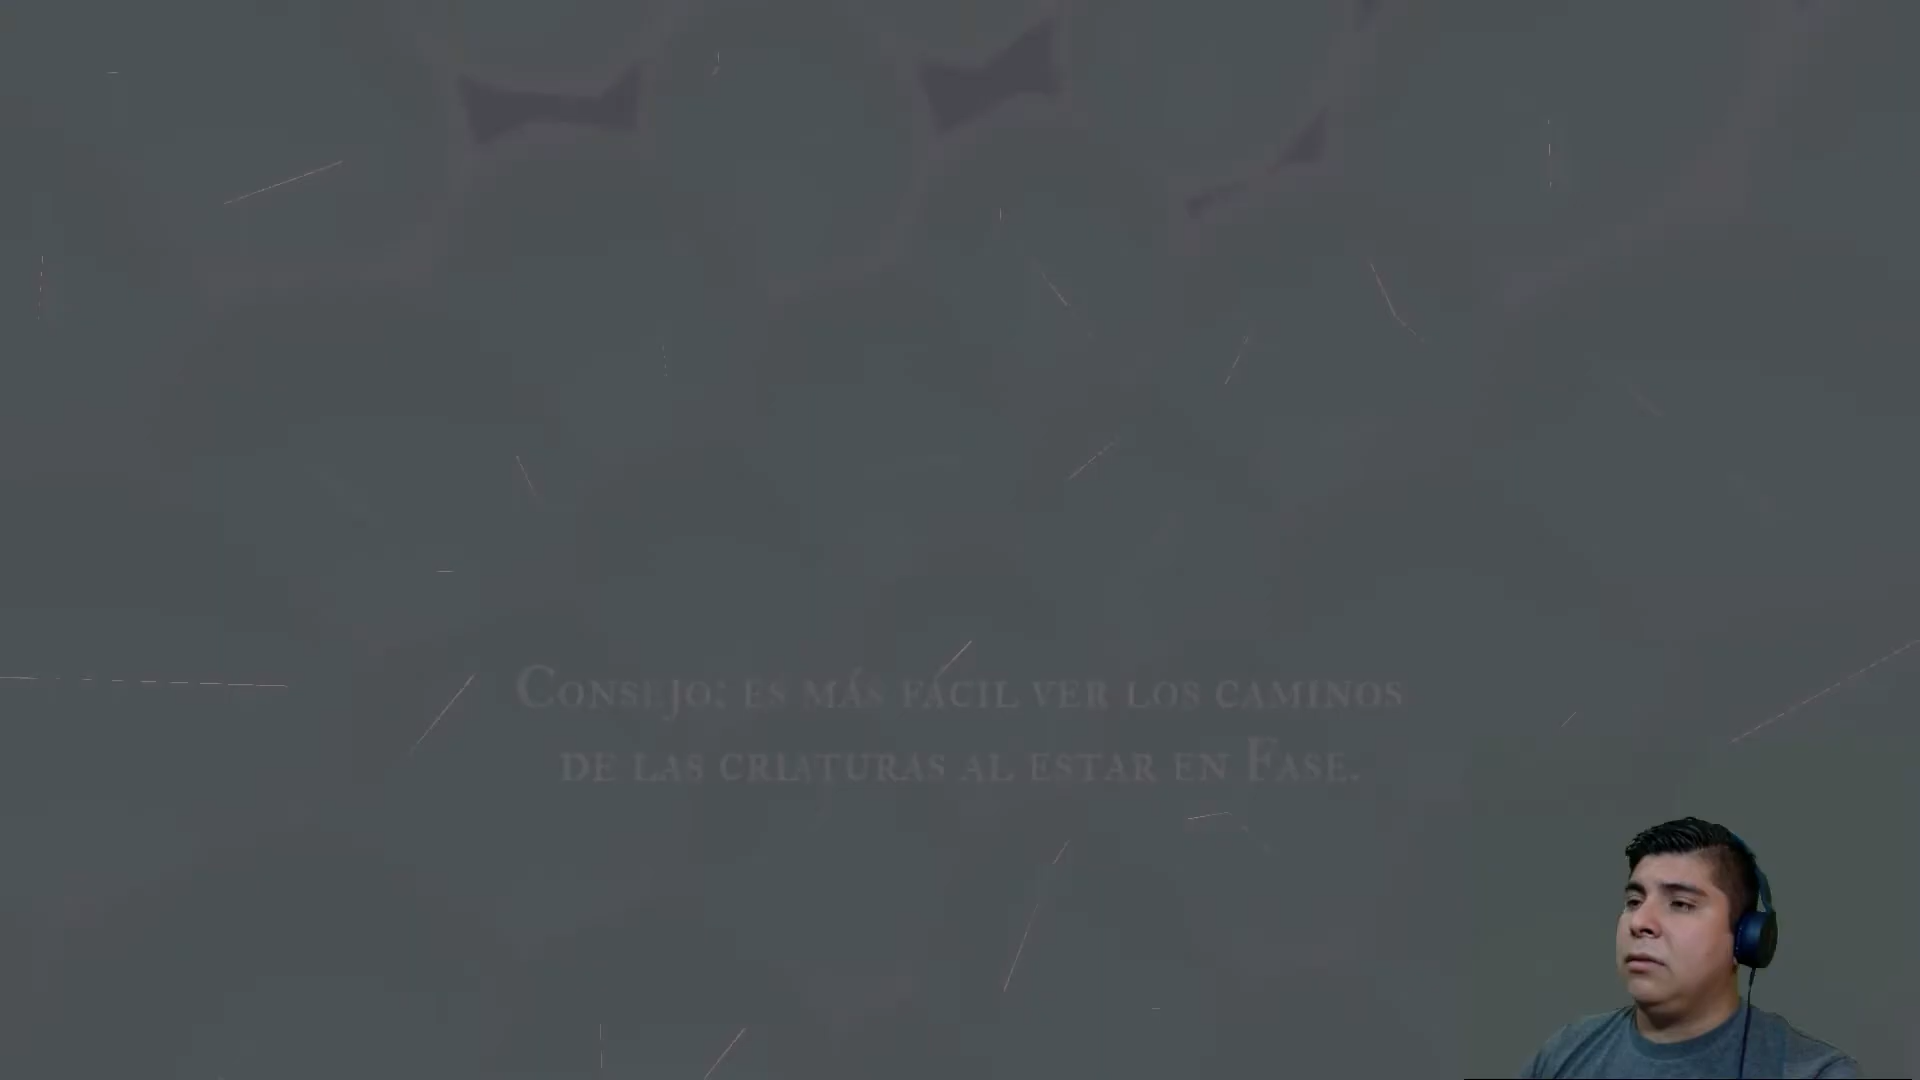 Consejo: es más fácil ver los caminos
de las criaturas al estar en Fase.